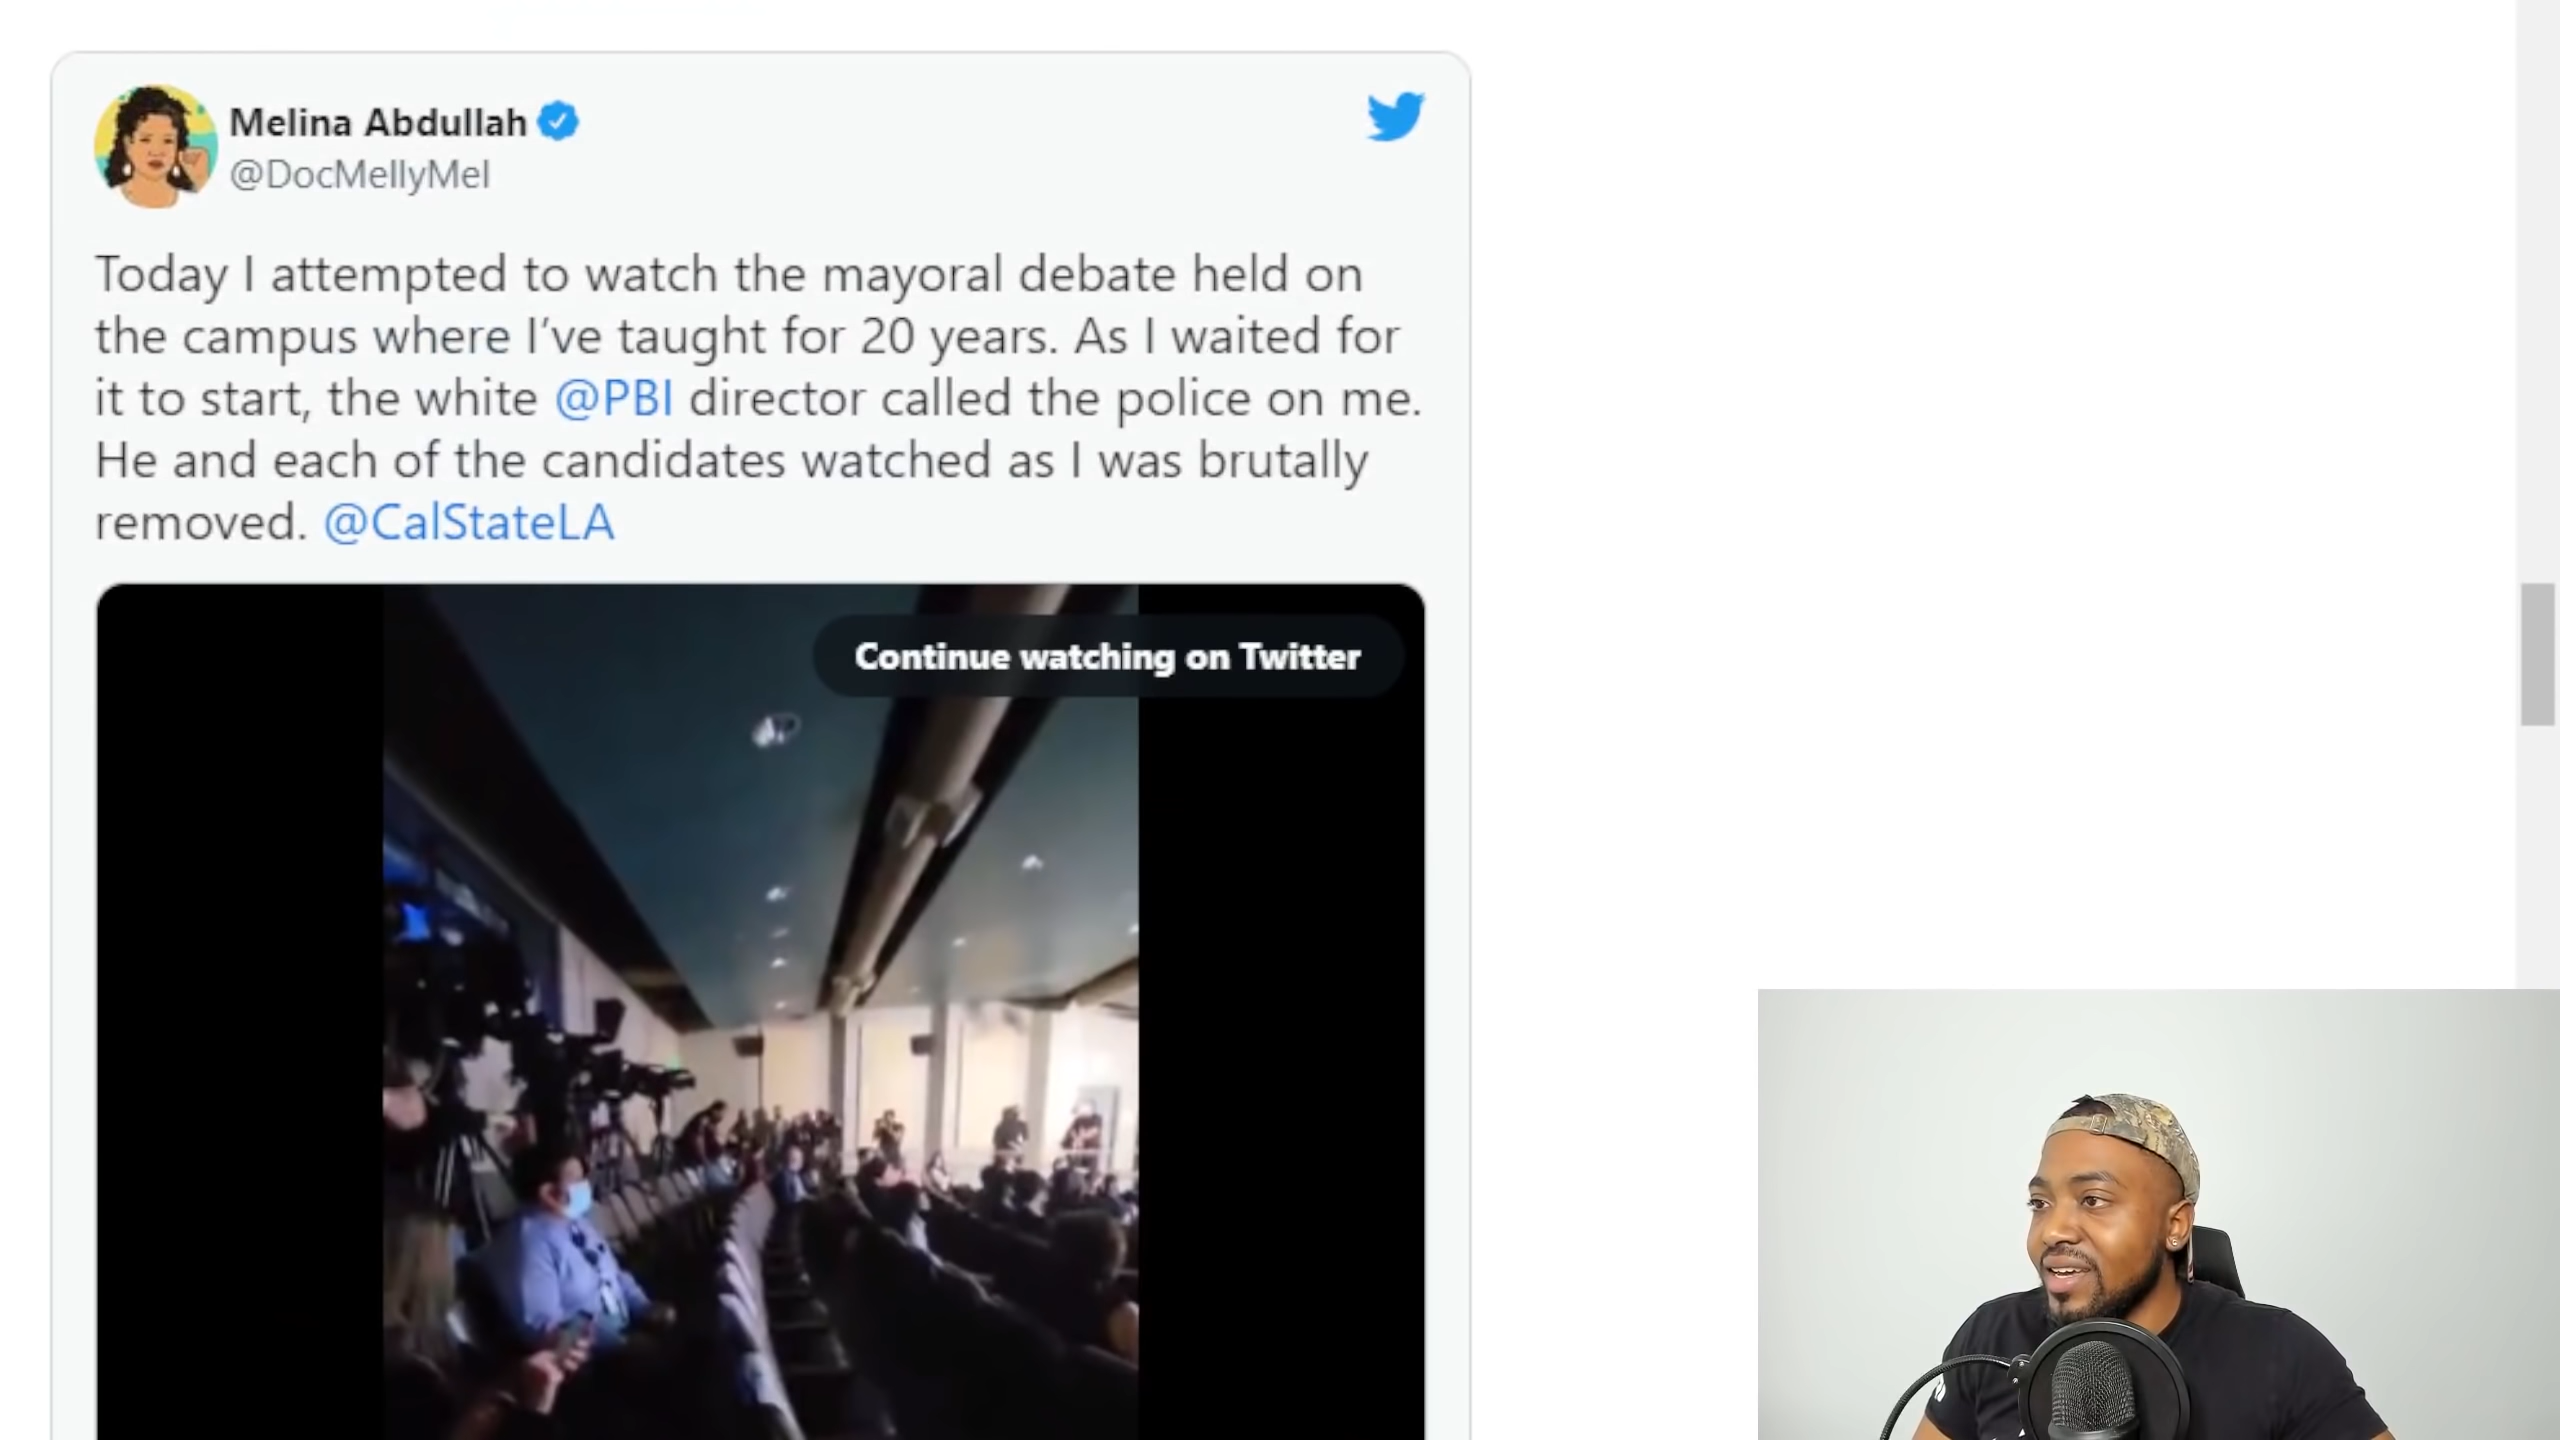 Melina Abdullah
@DocMellyMel
Today I attempted to watch the mayoral debate held on
the campus where I’ve taught for 20 years. As I waited for
it to start, the white @PBI director called the police on me.
He and each of the candidates watched as I was brutally
removed. @CalStateLA
Continue watching on Twitter